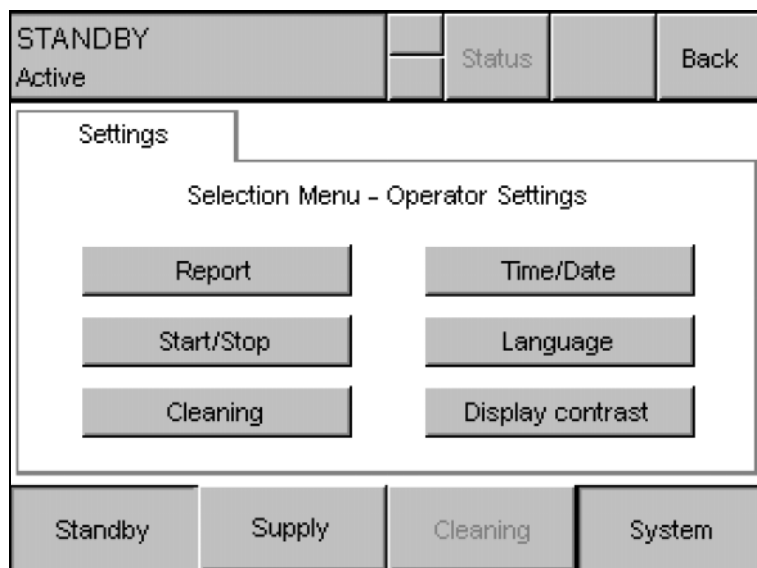 STANDBY
Active
Status
Back
Settings
Selection Menu - Operator Settings
Report
Time/Date
Start/Stop
Language
Cleaning
Display contrast
Standby
Supply
Cleaning
System